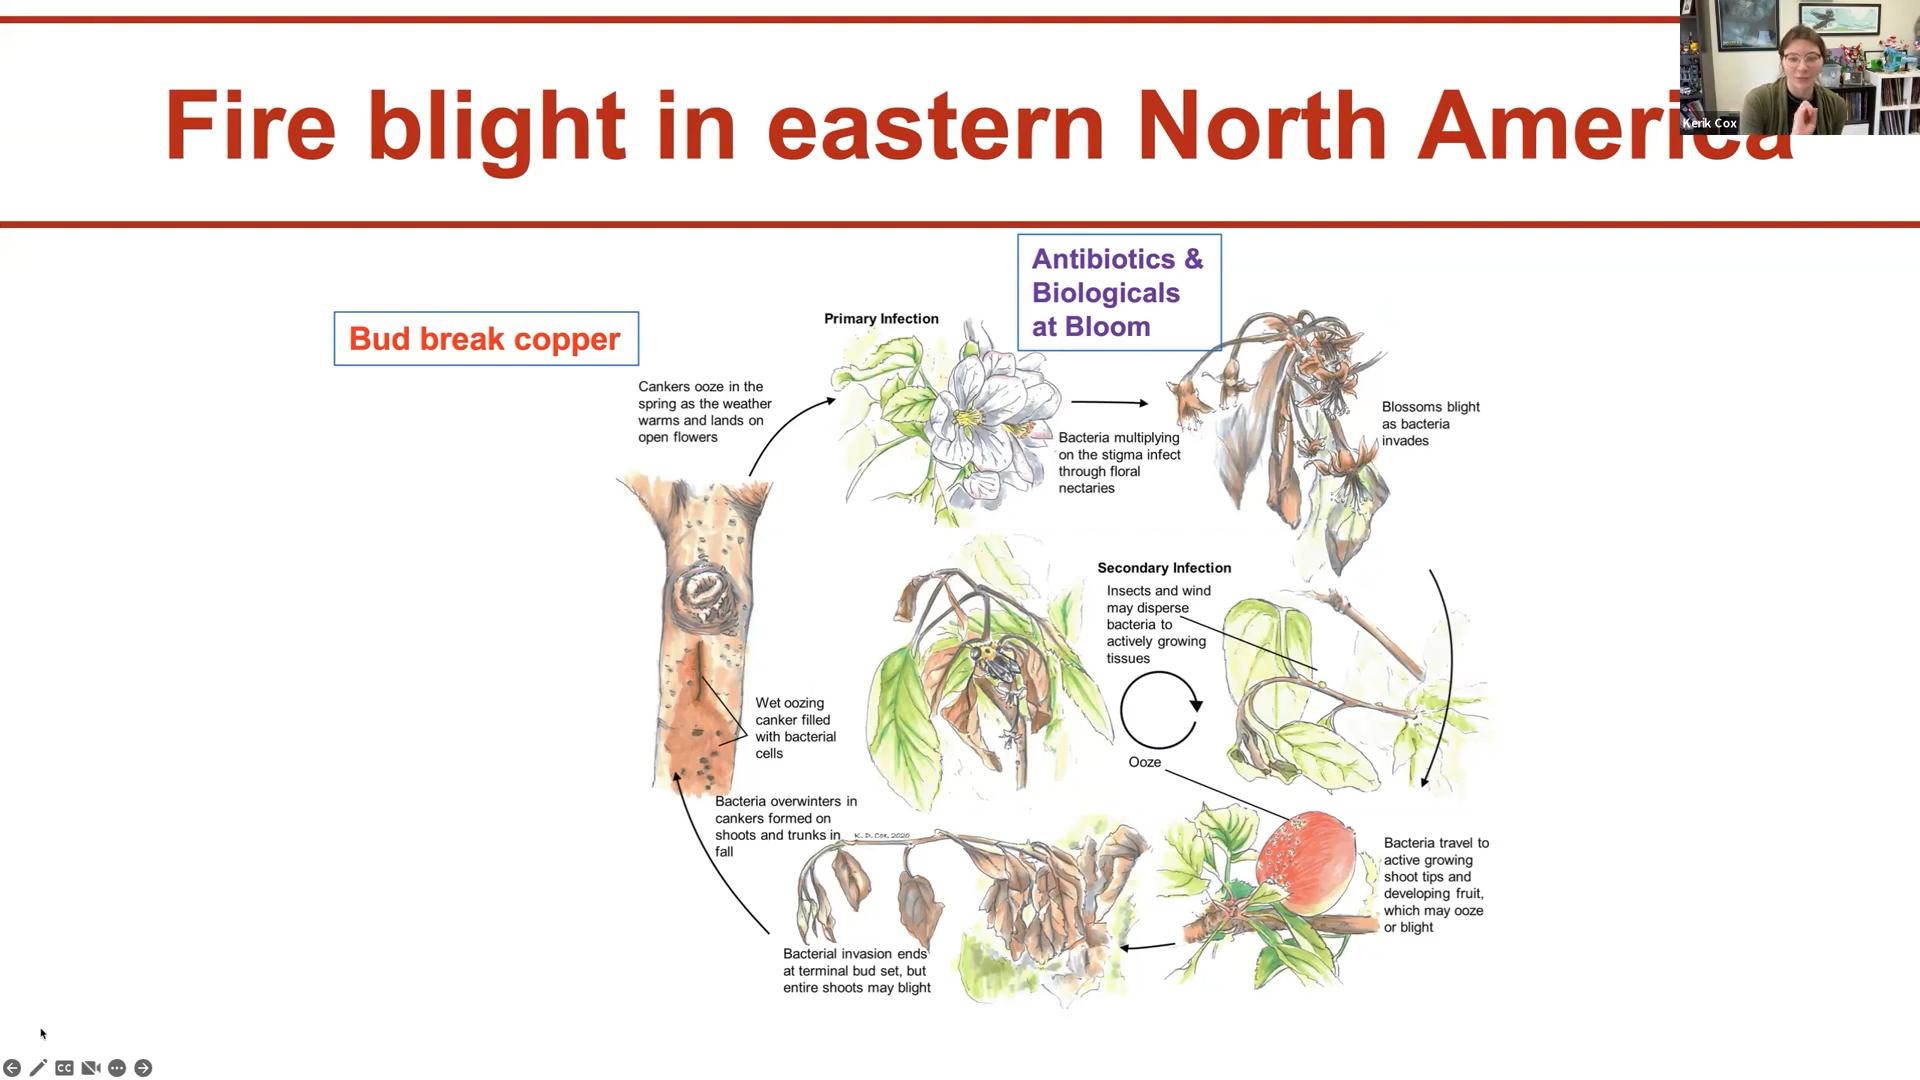 Fire blight in eastern North America
Kerik Cox
Antibiotics &
Biologicals
at Bloom
Bud break copper
Primary Infection
Cankers ooze in the
spring as the weather
warms and lands on
open flowers
Bacteria multiplying
on the stigma infect
through floral
nectaries
Blossoms blight
as bacteria
invades
Secondary Infection
Insects and wind
may disperse
bacteria to
actively growing
tissues
Wet oozing
canker filled
with bacterial
cells
Ooze
Bacteria overwinters in
cankers formed on
shoots and trunks in
fall
K. D. Cox, 2020
Bacteria travel to
active growing
shoot tips and
developing fruit,
which may ooze
or blight
Bacterial invasion ends
at terminal bud set, but
entire shoots may blight
CC